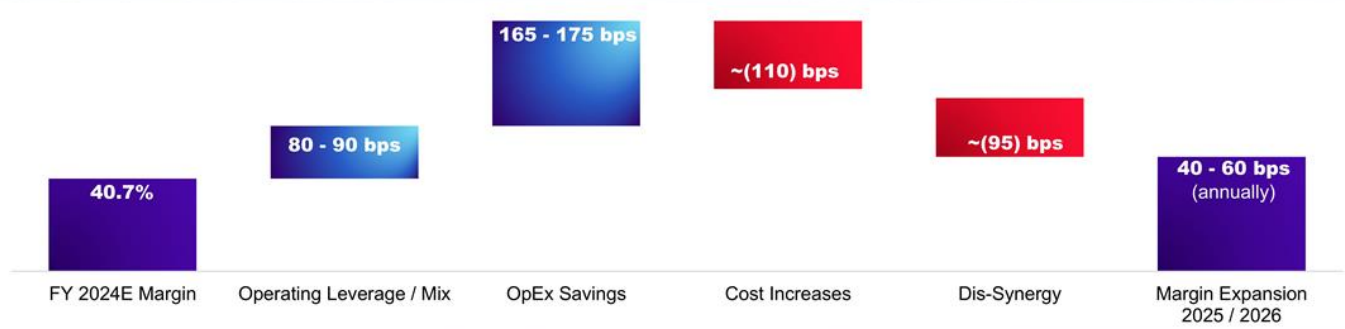 165 - 175 bps
~(110) bps
80 - 90 bps
~(95) bps
40.7%
40 - 60 bps
(annually)
FY 2024E Margin
Operating Leverage / Mix
OpEx Savings
Cost Increases
Dis-Synergy
Margin Expansion
2025 / 2026